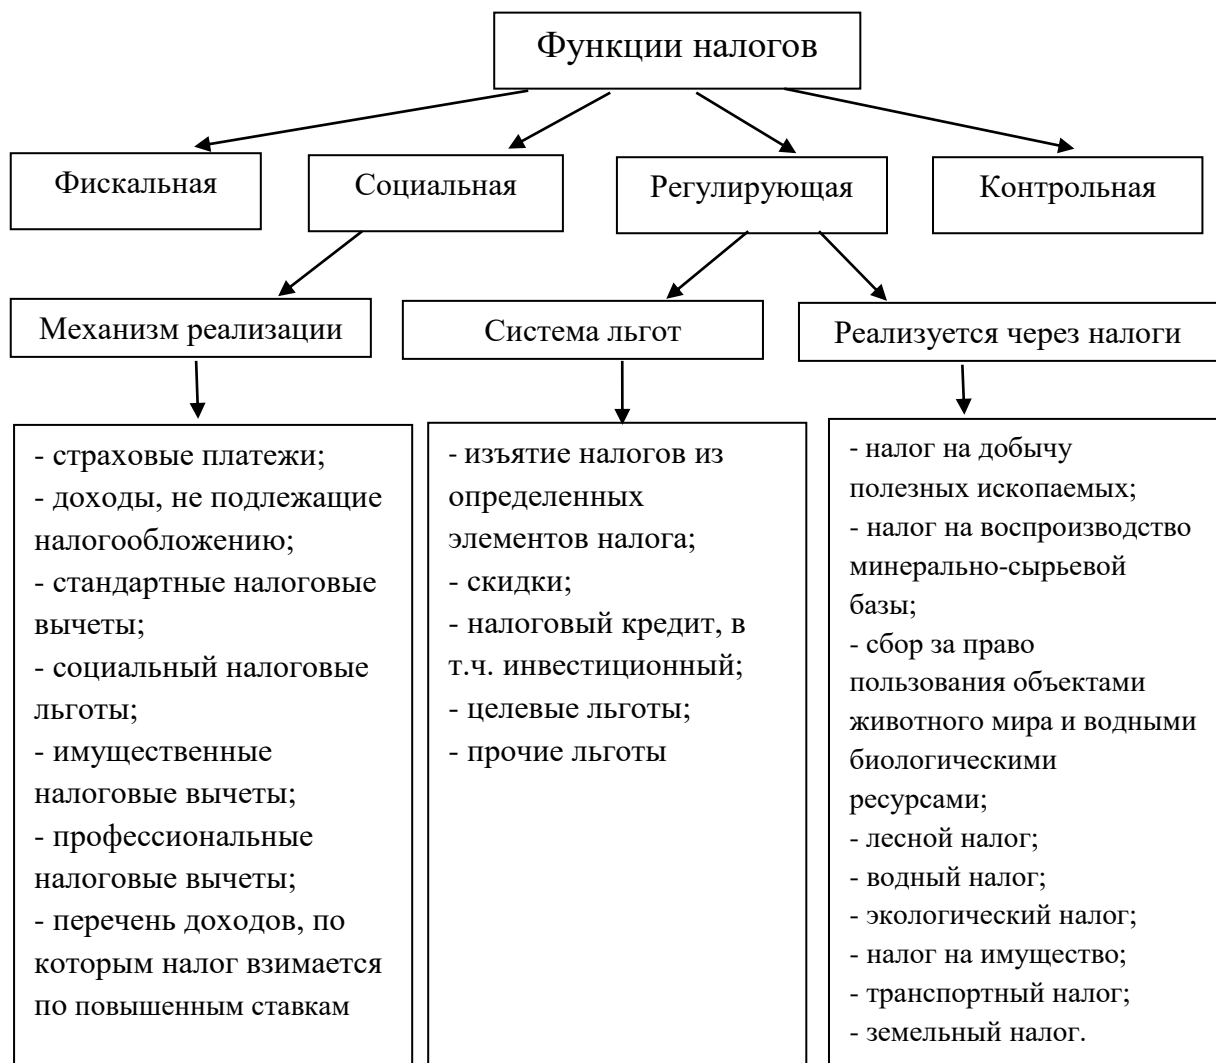 Функции налогов
Фискальная
Социальная
Регулирующая
Контрольная
Механизм реализации
Система льгот
Реализуется через налоги
- страховые платежи;
- доходы, не подлежащие
налогообложению;
- стандартные налоговые
вычеты;
- социальный налоговые
льготы;
- имущественные
налоговые вычеты;
- профессиональные
налоговые вычеты;
- перечень доходов, по
которым налог взимается
по повышенным ставкам
- изъятие налогов из
определенных
элементов налога;
- скидки;
- налоговый кредит, в
т.ч. инвестиционный;
- целевые льготы;
- прочие льготы
- налог на добычу
полезных ископаемых;
- налог на воспроизводство
минерально-сырьевой
базы;
- сбор за право
пользования объектами
животного мира и водными
биологическими
ресурсами;
- лесной налог;
- водный налог;
- экологический налог;
- налог на имущество;
- транспортный налог;
- земельный налог.